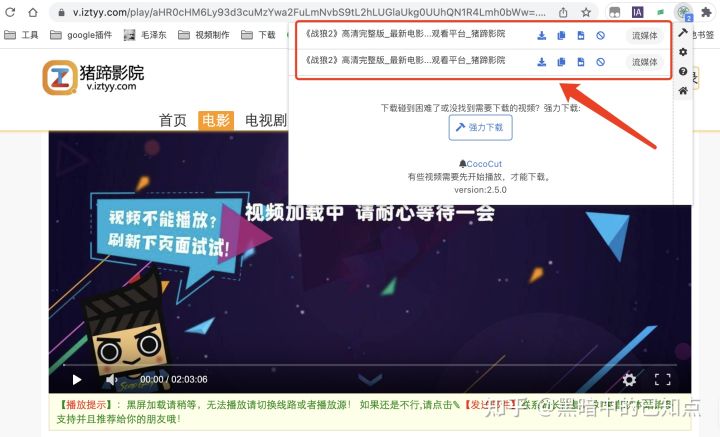 v.iztyy.com/play/aHR0cHM6Ly93d3cuMzYwa2FuLmNvbS9tL2hLUGlaUkg0UUhQN1R4Lmh0bWw=....
工具
google插件
毛泽东
视频制作
下载
他书签
2
《战狼2》高清完整版_最新电影...观看平台_猪蹄影院
流媒体
《战狼2》高清完整版_最新电影...观看平台_猪蹄影院
流媒体
猪蹄影院
v.iztyy.com
下载碰到困难了或没找到需要下载的视频？强力下载:
强力下载
首页 电影 电视剧
CocoCut
有些视频需要先开始播放，才能下载。
version:2.5.0
视频不能播放?
刷新下页面试试!
视频加载中 请耐心等待一会
00:00 / 02:03:06
【播放提示】：黑屏加载请稍等，无法播放请切换线路或者播放源！ 如果还是不行,请点击✎【发送
支持并且推荐给你的朋友哦!
知乎 @黑暗中的已知点